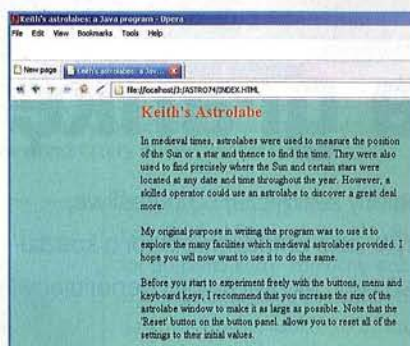 Keith's astrolabes: a Java program - Opera
File Edit View Bookmarks Tools Help
New page Keith's astrolabes: a Jav...
file://localhost/J:/ASTRO74/INDEX.HTML
Keith's Astrolabe
In medieval times, astrolabes were used to measure the position
of the Sun or a star and thence to find the time. They were also
used to find precisely where the Sun and certain stars were
located at any date and time throughout the year. However, a
skilled operator could use an astrolabe to discover a great deal
more.
My original purpose in writing the program was to use it to
explore the many facilities which medieval astrolabes provided. I
hope you will now want to use it to do the same.
Before you start to experiment freely with the buttons, menu and
keyboard keys, I recommend that you increase the size of the
astrolabe window to make it as large as possible. Note that the
'Reset' button on the button panel. allows you to reset all of the
settings to their initial values.